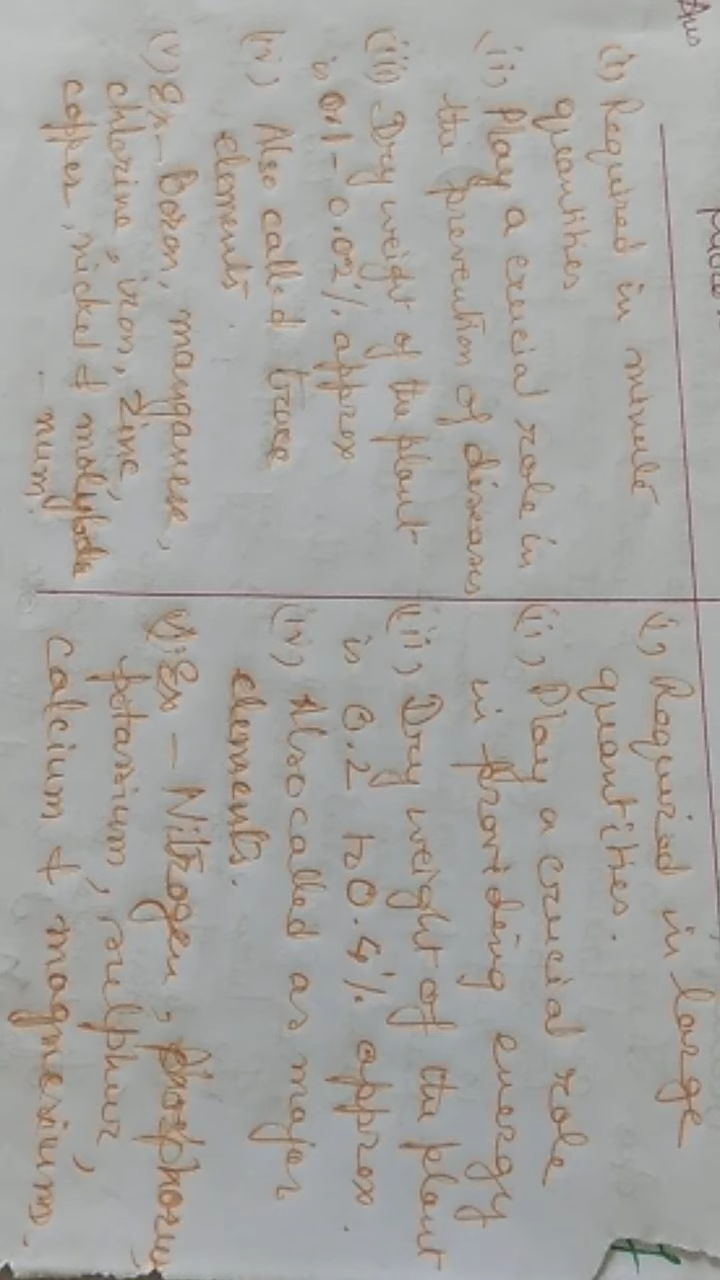 Ans
(i) Required in minute
quantities
(ii) Play a crucial role in
the prevention of diseases
(iii) Dry weight of the plant
is 0.1 - 0.02% approx
(iv) Also called trace
elements.
(v) Ex - Boron, manganese,
chlorine, iron, zinc,
copper, nickel & molybde
- num.
(i) Required in large
quantities.
(ii) Play a crucial role
in providing energy
(ii) Dry weight of the plant
is 0.2 to 0.4% approx.
(iv) Also called as major
elements.
(v) Ex - Nitrogen, phosphorus,
potassium, sulphur,
calcium & magnesium.